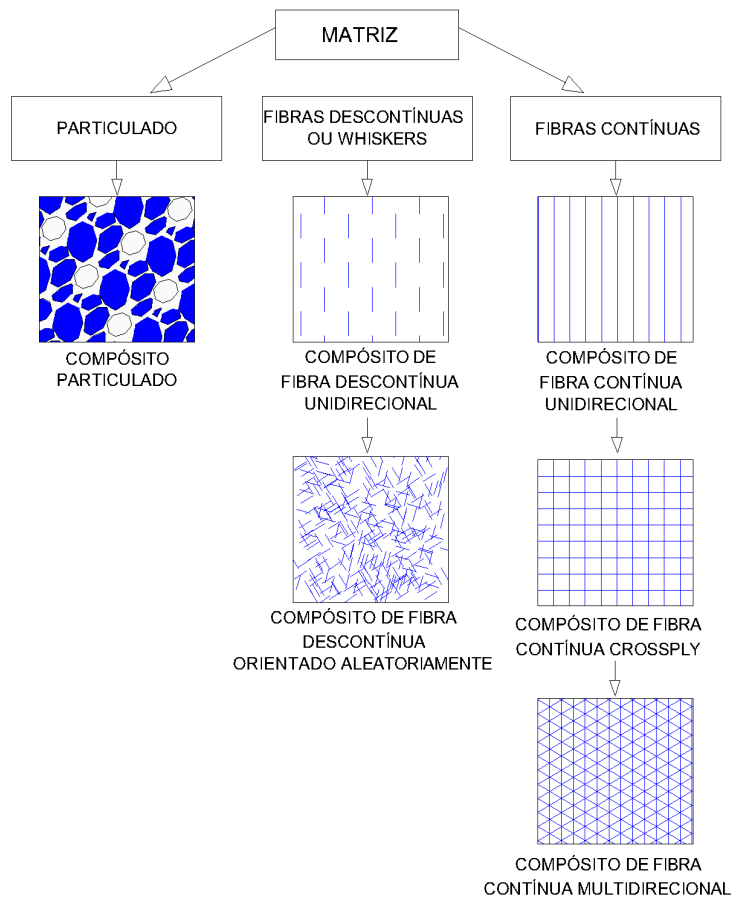 MATRIZ
PARTICULADO
FIBRAS DESCONTÍNUAS
OU WHISKERS
FIBRAS CONTÍNUAS
COMPÓSITO
PARTICULADO
COMPÓSITO DE
FIBRA DESCONTÍNUA
UNIDIRECIONAL
COMPÓSITO DE
FIBRA CONTÍNUA
UNIDIRECIONAL
COMPÓSITO DE FIBRA
DESCONTÍNUA
ORIENTADO ALEATORIAMENTE
COMPÓSITO DE FIBRA
CONTÍNUA CROSSPLY
COMPÓSITO DE FIBRA
CONTÍNUA MULTIDIRECIONAL